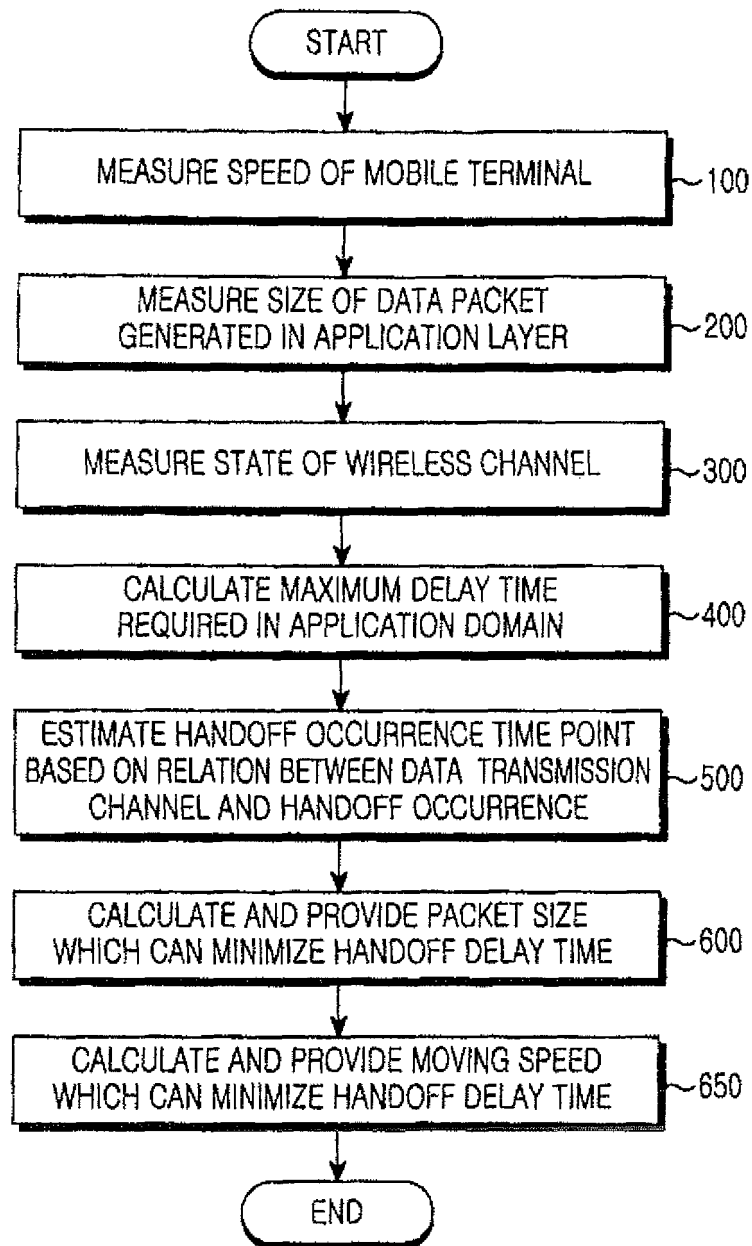 START
MEASURE SPEED OF MOBILE TERMINAL
100
MEASURE SIZE OF DATA PACKET
GENERATED IN APPLICATION LAYER
200
MEASURE STATE OF WIRELESS CHANNEL
300
CALCULATE MAXIMUM DELAY TIME
REQUIRED IN APPLICATION DOMAIN
400
ESTIMATE HANDOFF OCCURRENCE TIME POINT
BASED ON RELATION BETWEEN DATA TRANSMISSION
CHANNEL AND HANDOFF OCCURRENCE
500
CALCULATE AND PROVIDE PACKET SIZE
WHICH CAN MINIMIZE HANDOFF DELAY TIME
600
CALCULATE AND PROVIDE MOVING SPEED
WHICH CAN MINIMIZE HANDOFF DELAY TIME
650
END